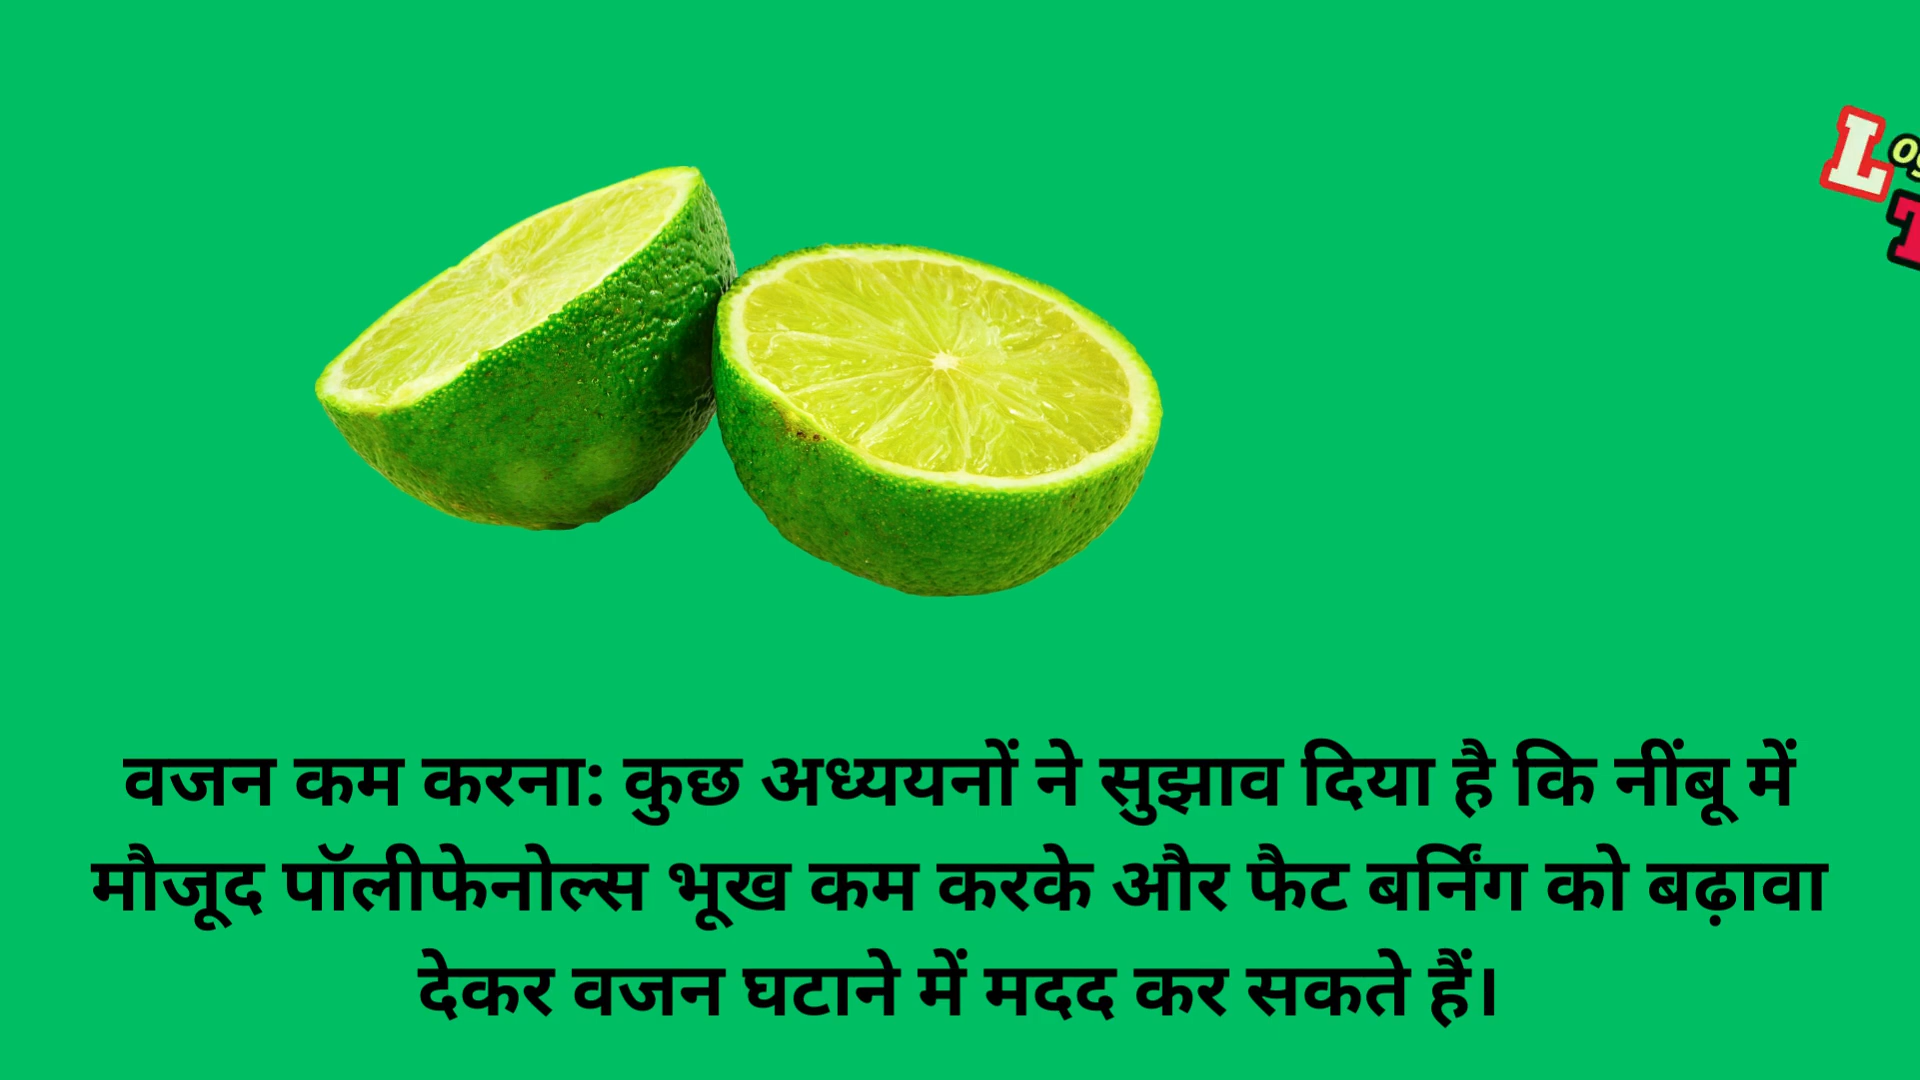 वजन कम करना: कुछ अध्ययनों ने सुझाव दिया है कि नींबू में
मौजूद पॉलीफेनोल्स भूख कम करके और फैट बर्निंग को बढ़ावा
देकर वजन घटाने में मदद कर सकते हैं।